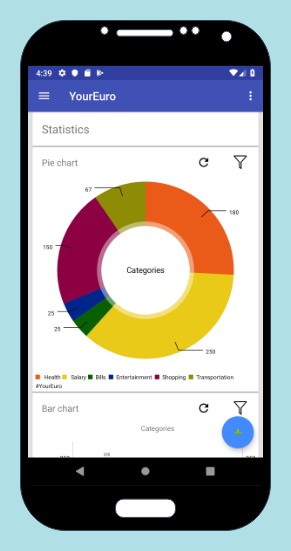 4:39
YourEuro
Statistics
Pie chart
67
180
150
Categories
25
25
250
Health Salary Bills Entertainment Shopping Transportation
#YourEuro
Bar chart
Categories